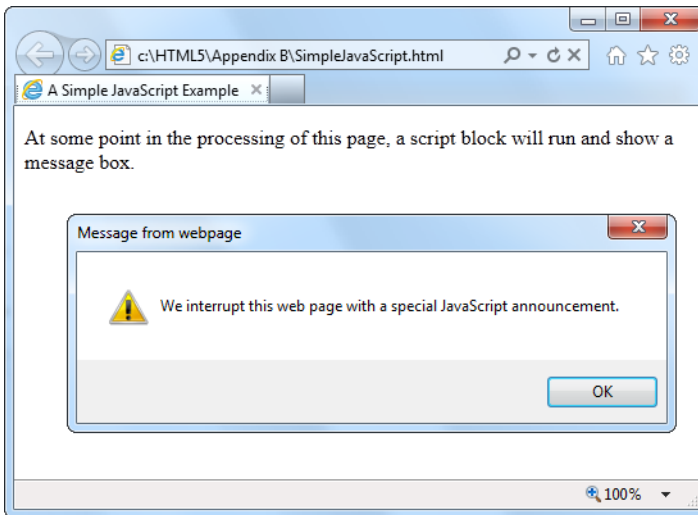 c:\HTML5\Appendix B\SimpleJavaScript.html
A Simple JavaScript Example
At some point in the processing of this page, a script block will run and show a
message box.
Message from webpage
We interrupt this web page with a special JavaScript announcement.
OK
100%